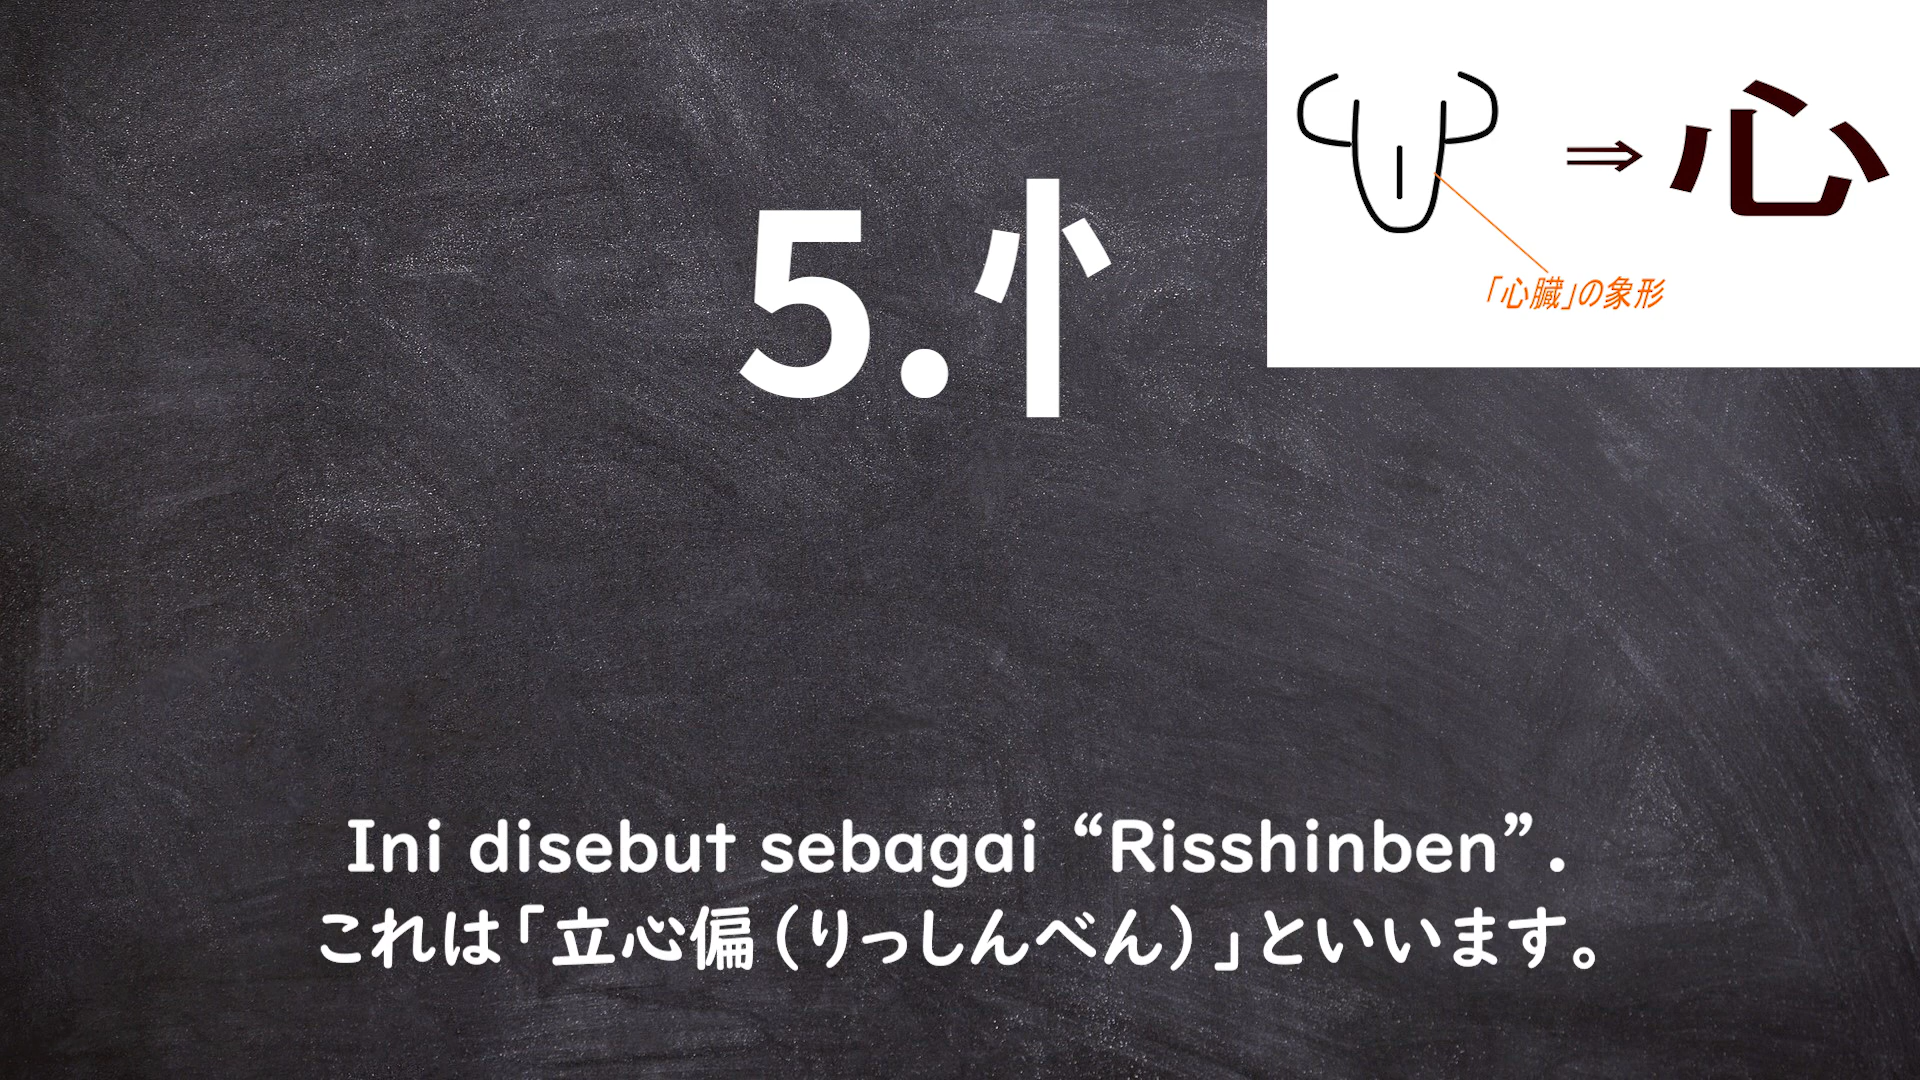 5.忄
⇒ 心
「心臓」の象形
Ini disebut sebagai “Risshinben”.
これは「立心偏（りっしんべん）」といいます。